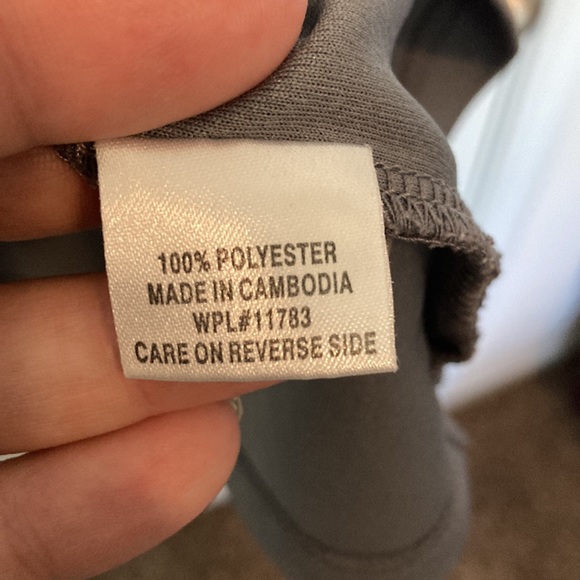 100% POLYESTER
MADE IN CAMBODIA
WPL#11783
CARE ON REVERSE SIDE